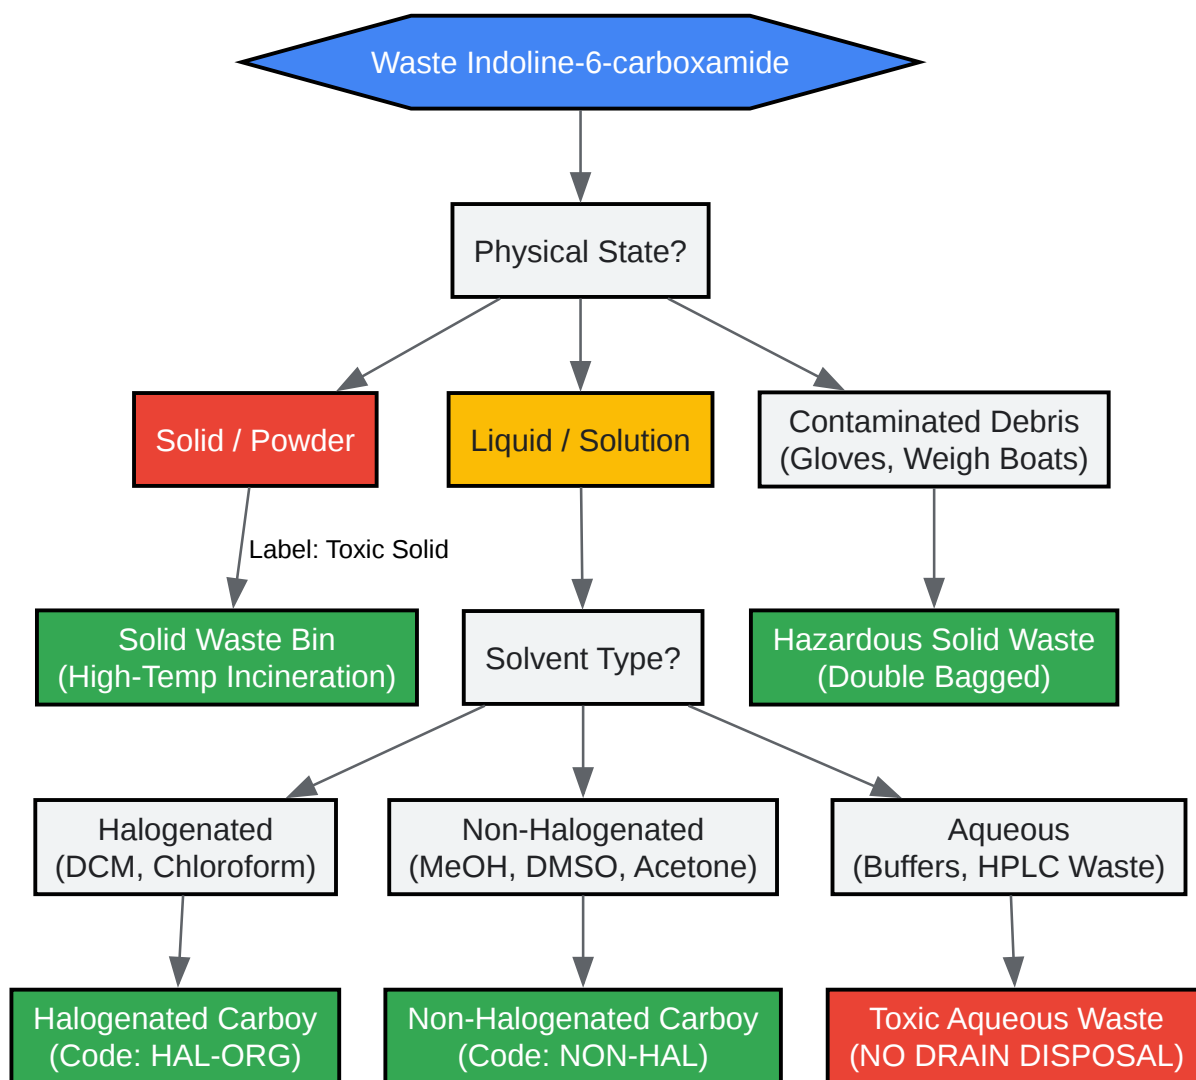 Waste Indoline-6-carboxamide
Physical State?
Solid / Powder
Liquid / Solution
Contaminated Debris
(Gloves, Weigh Boats)
Label: Toxic Solid
Solid Waste Bin
(High-Temp Incineration)
Solvent Type?
Hazardous Solid Waste
(Double Bagged)
Halogenated
(DCM, Chloroform)
Non-Halogenated
(MeOH, DMSO, Acetone)
Aqueous
(Buffers, HPLC Waste)
Halogenated Carboy
(Code: HAL-ORG)
Non-Halogenated Carboy
(Code: NON-HAL)
Toxic Aqueous Waste
(NO DRAIN DISPOSAL)